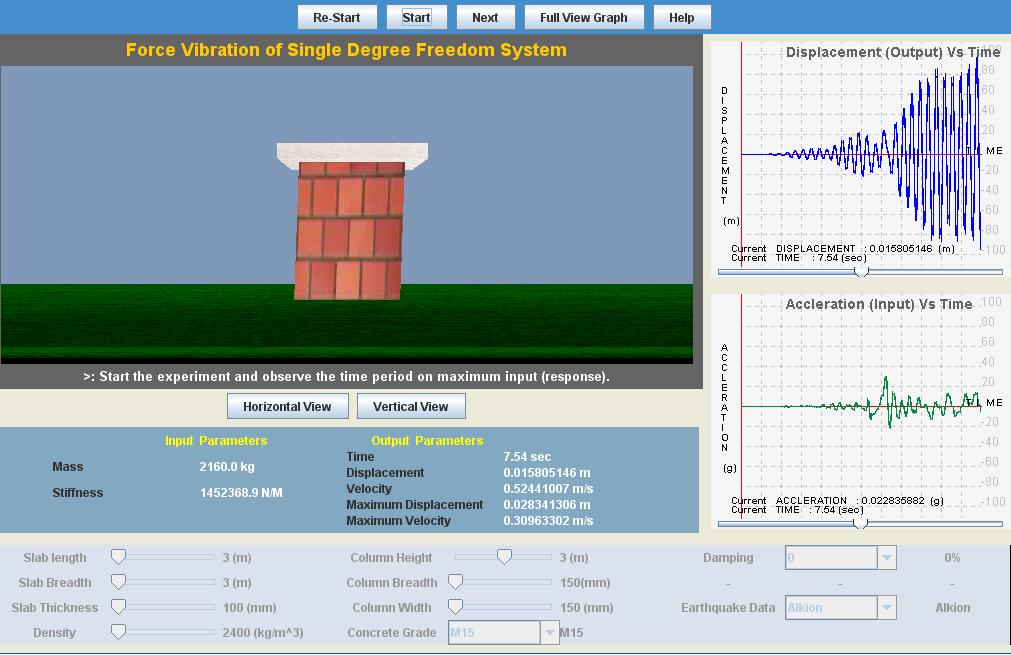 Re-Start Start Next Full View Graph Help
Force Vibration of Single Degree Freedom System
>: Start the experiment and observe the time period on maximum input (response).
Horizontal View Vertical View
Input Parameters
Mass 2160.0 kg
Stiffness 1452368.9 N/M
Output Parameters
Time 7.54 sec
Displacement 0.015805146 m
Velocity 0.52441007 m/s
Maximum Displacement 0.028341306 m
Maximum Velocity 0.30963302 m/s
Displacement (Output) Vs Time
DISPLACEMENT
(m)
100
80
60
40
20
ME
-20
-40
-60
-80
-100
Current DISPLACEMENT : 0.015805146 (m)
Current TIME : 7.54 (sec)
Accleration (Input) Vs Time
ACCLERATION
(g)
100
80
60
40
20
ME
-20
-40
-60
-80
-100
Current ACCELERATION : 0.022835882 (g)
Current TIME : 7.54 (sec)
Slab length 3 (m)
Slab Breadth 3 (m)
Slab Thickness 100 (mm)
Density 2400 (kg/m^3)
Column Height 3 (m)
Column Breadth 150(mm)
Column Width 150 (mm)
Concrete Grade M15 M15
Damping 0 0%
- - -
Earthquake Data Alkion Alkion